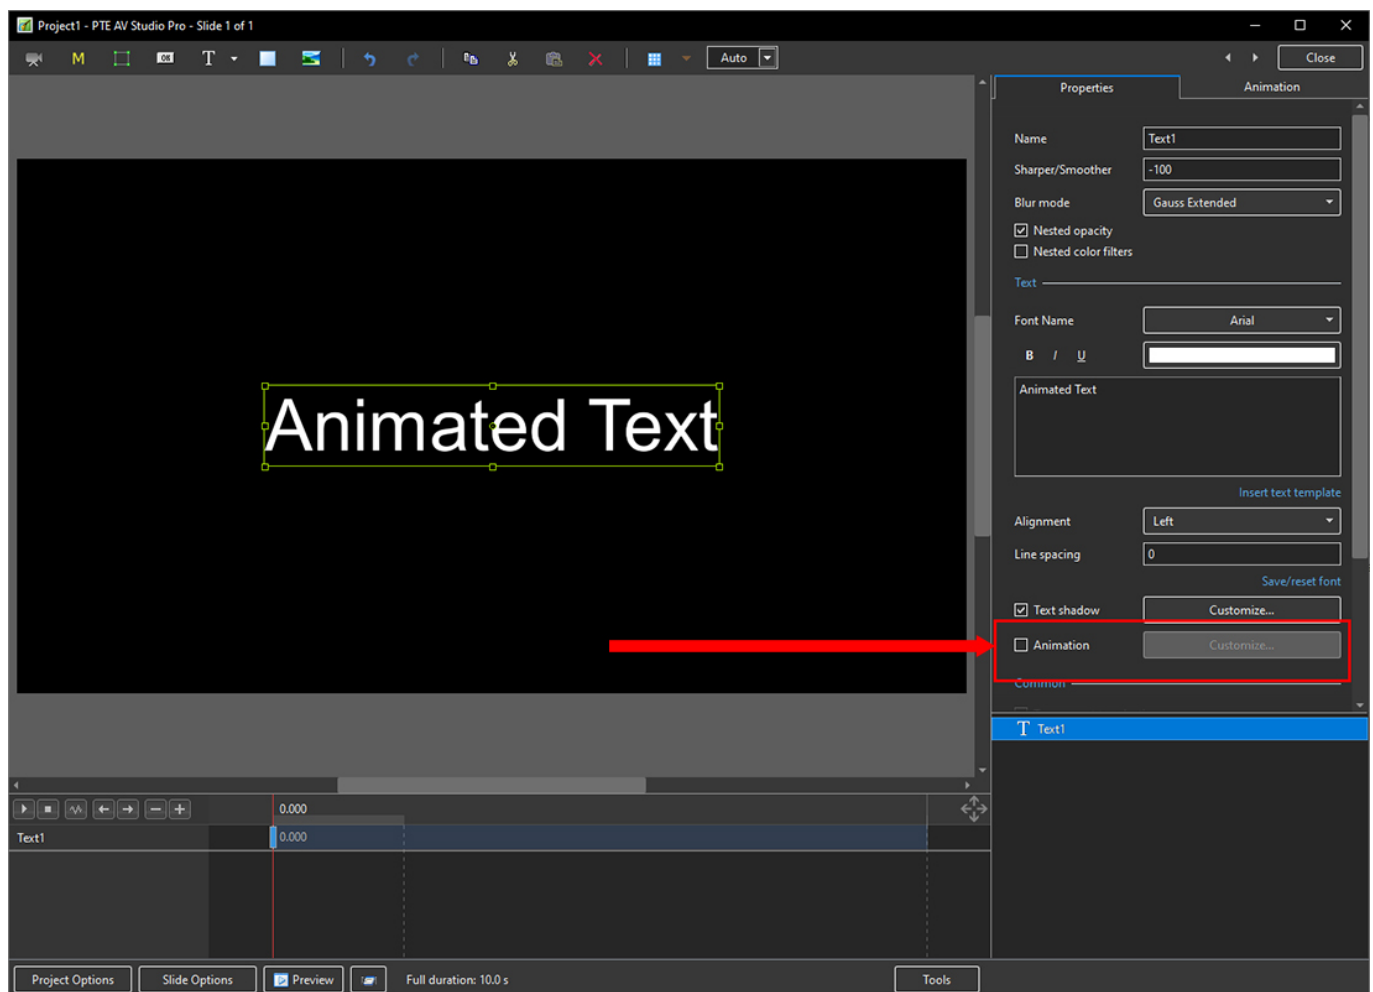 Project1 - PTE AV Studio Pro - Slide 1 of 1
M OK T Auto Close
Properties Animation
Name Text1
Sharper/Smoother -100
Blur mode Gauss Extended
Nested opacity
Nested color filters
Text
Font Name Arial
B I U
Animated Text
Animated Text
Insert text template
Alignment Left
Line spacing 0
Save/reset font
Text shadow Customize...
Animation Customize...
Common
T Text1
0.000
Text1 0.000
Project Options Slide Options Preview Full duration: 10.0 s Tools